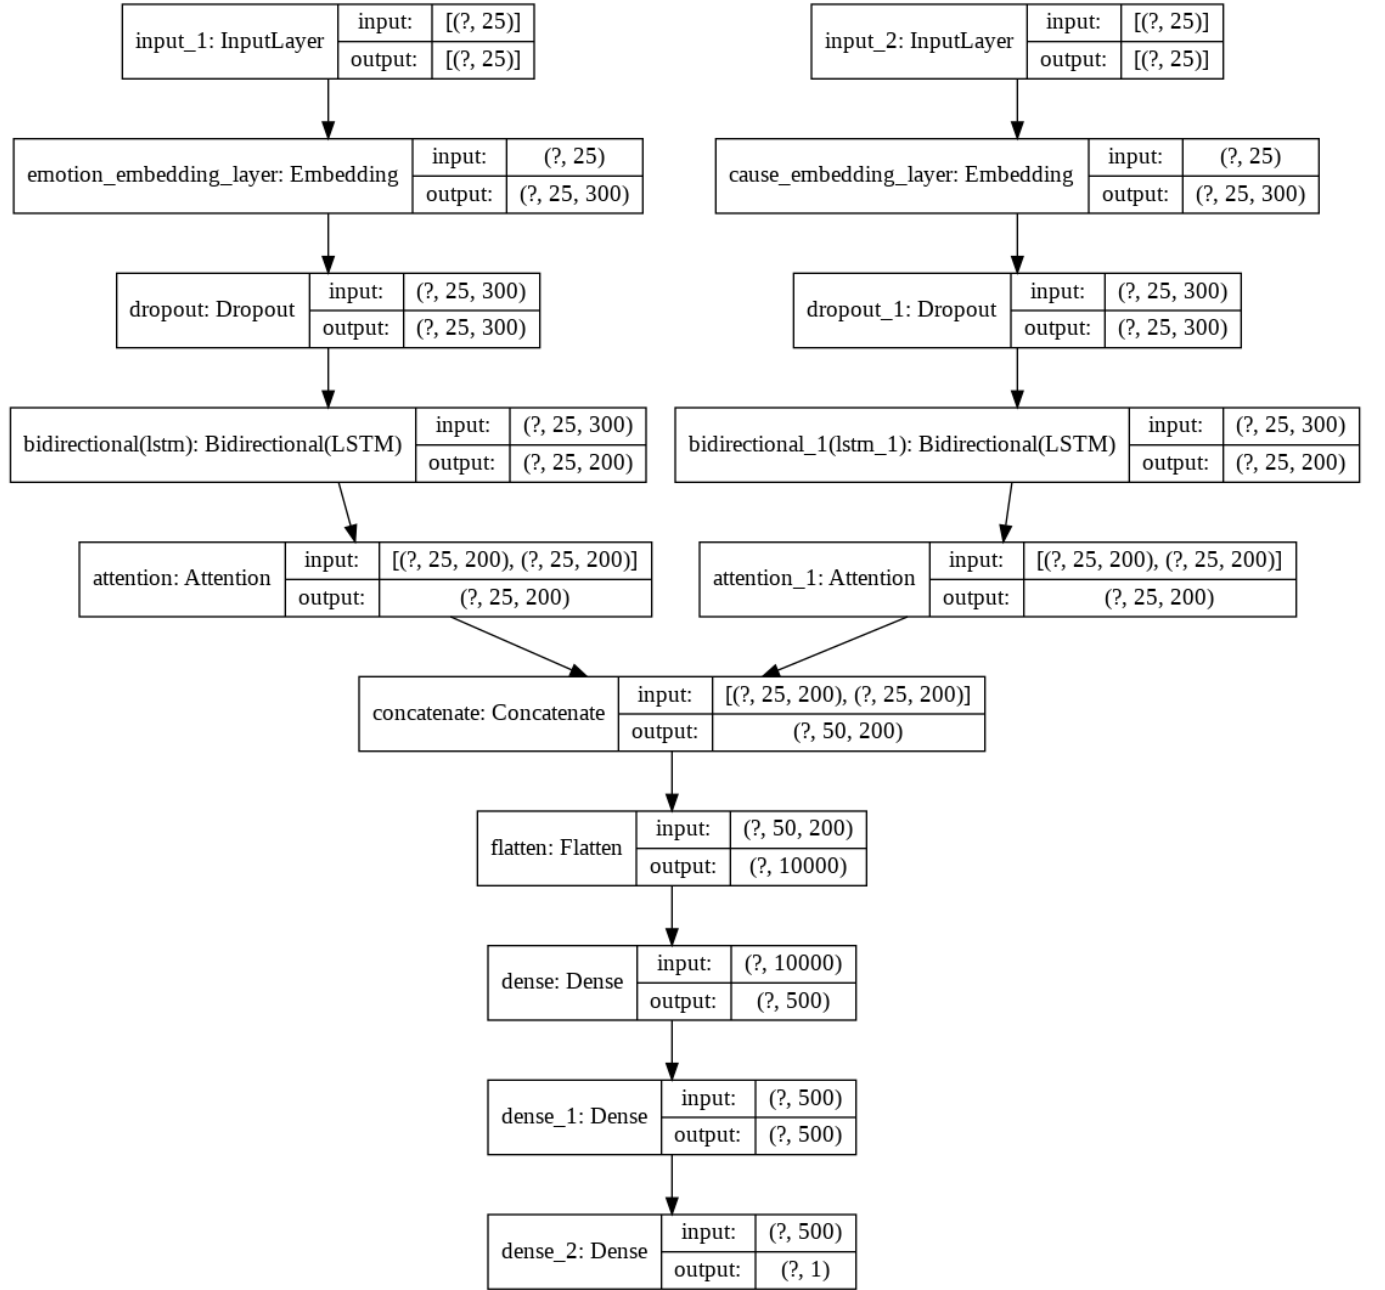 input_1: InputLayer
input: [(?, 25)]
output: [(?, 25)]
input_2: InputLayer
input: [(?, 25)]
output: [(?, 25)]
emotion_embedding_layer: Embedding
input: (?, 25)
output: (?, 25, 300)
cause_embedding_layer: Embedding
input: (?, 25)
output: (?, 25, 300)
dropout: Dropout
input: (?, 25, 300)
output: (?, 25, 300)
dropout_1: Dropout
input: (?, 25, 300)
output: (?, 25, 300)
bidirectional(lstm): Bidirectional(LSTM)
input: (?, 25, 300)
output: (?, 25, 200)
bidirectional_1(lstm_1): Bidirectional(LSTM)
input: (?, 25, 300)
output: (?, 25, 200)
attention: Attention
input: [(?, 25, 200), (?, 25, 200)]
output: (?, 25, 200)
attention_1: Attention
input: [(?, 25, 200), (?, 25, 200)]
output: (?, 25, 200)
concatenate: Concatenate
input: [(?, 25, 200), (?, 25, 200)]
output: (?, 50, 200)
flatten: Flatten
input: (?, 50, 200)
output: (?, 10000)
dense: Dense
input: (?, 10000)
output: (?, 500)
dense_1: Dense
input: (?, 500)
output: (?, 500)
dense_2: Dense
input: (?, 500)
output: (?, 1)